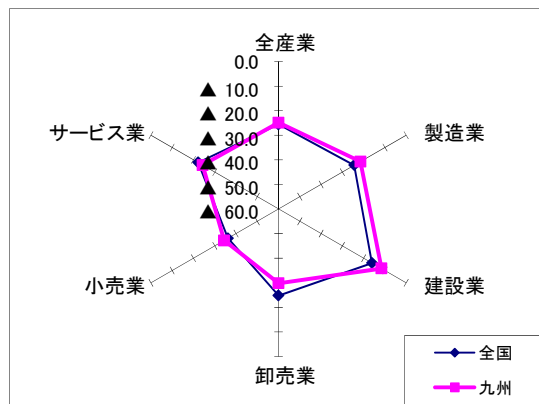 全産業
0.0
▲ 10.0
▲ 20.0
▲ 30.0
▲ 40.0
▲ 50.0
▲ 60.0
製造業
建設業
卸売業
小売業
サービス業
全国
九州